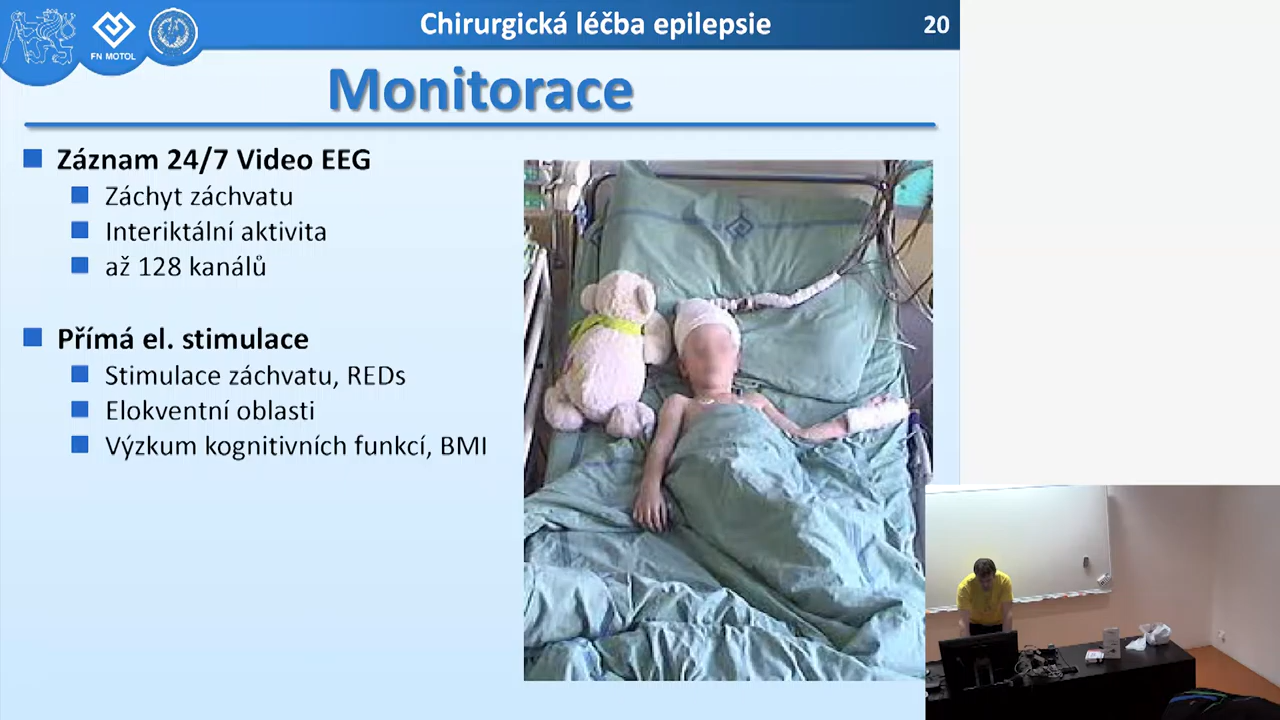 Chirurgická léčba epilepsie
20
FN MOTOL
Monitorace
Záznam 24/7 Video EEG
Záchyt záchvatu
Interiktální aktivita
až 128 kanálů
Přímá el. stimulace
Stimulace záchvatu, REDs
Elokventní oblasti
Výzkum kognitivních funkcí, BMI